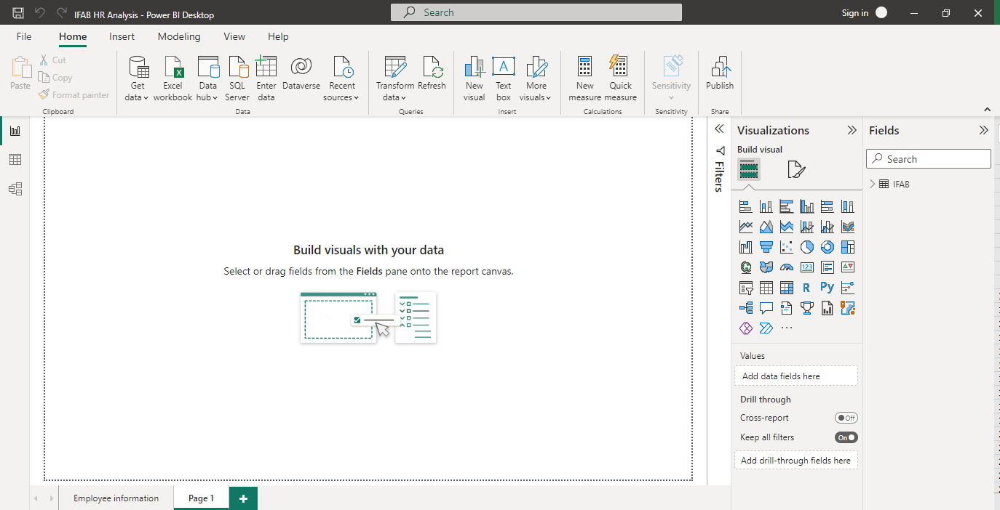 IFAB HR Analysis - Power BI Desktop
Search
Sign in
File Home Insert Modeling View Help
Paste
Cut
Copy
Format painter
Clipboard
Get data
Excel workbook
Data hub
SQL Server
Enter data
Dataverse
Recent sources
Data
Transform data
Refresh
Queries
New visual
Text box
More visuals
Insert
New measure
Quick measure
Calculations
Sensitivity
Sensitivity
Publish
Share
Build visuals with your data
Select or drag fields from the Fields pane onto the report canvas.
Filters
Visualizations
Build visual
123
R
Py
Values
Add data fields here
Drill through
Cross-report Off
Keep all filters On
Add drill-through fields here
Fields
Search
IFAB
Employee information
Page 1